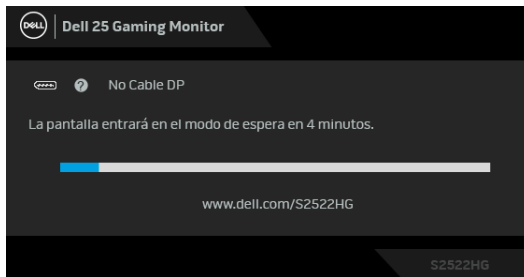 DELL Dell 25 Gaming Monitor
No Cable DP
La pantalla entrará en el modo de espera en 4 minutos.
www.dell.com/S2522HG
S2522HG